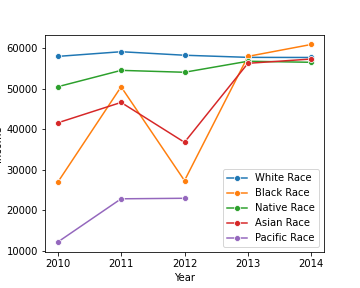 60000
50000
40000
30000
20000
10000
2010 2011 2012 2013 2014
Year
White Race
Black Race
Native Race
Asian Race
Pacific Race